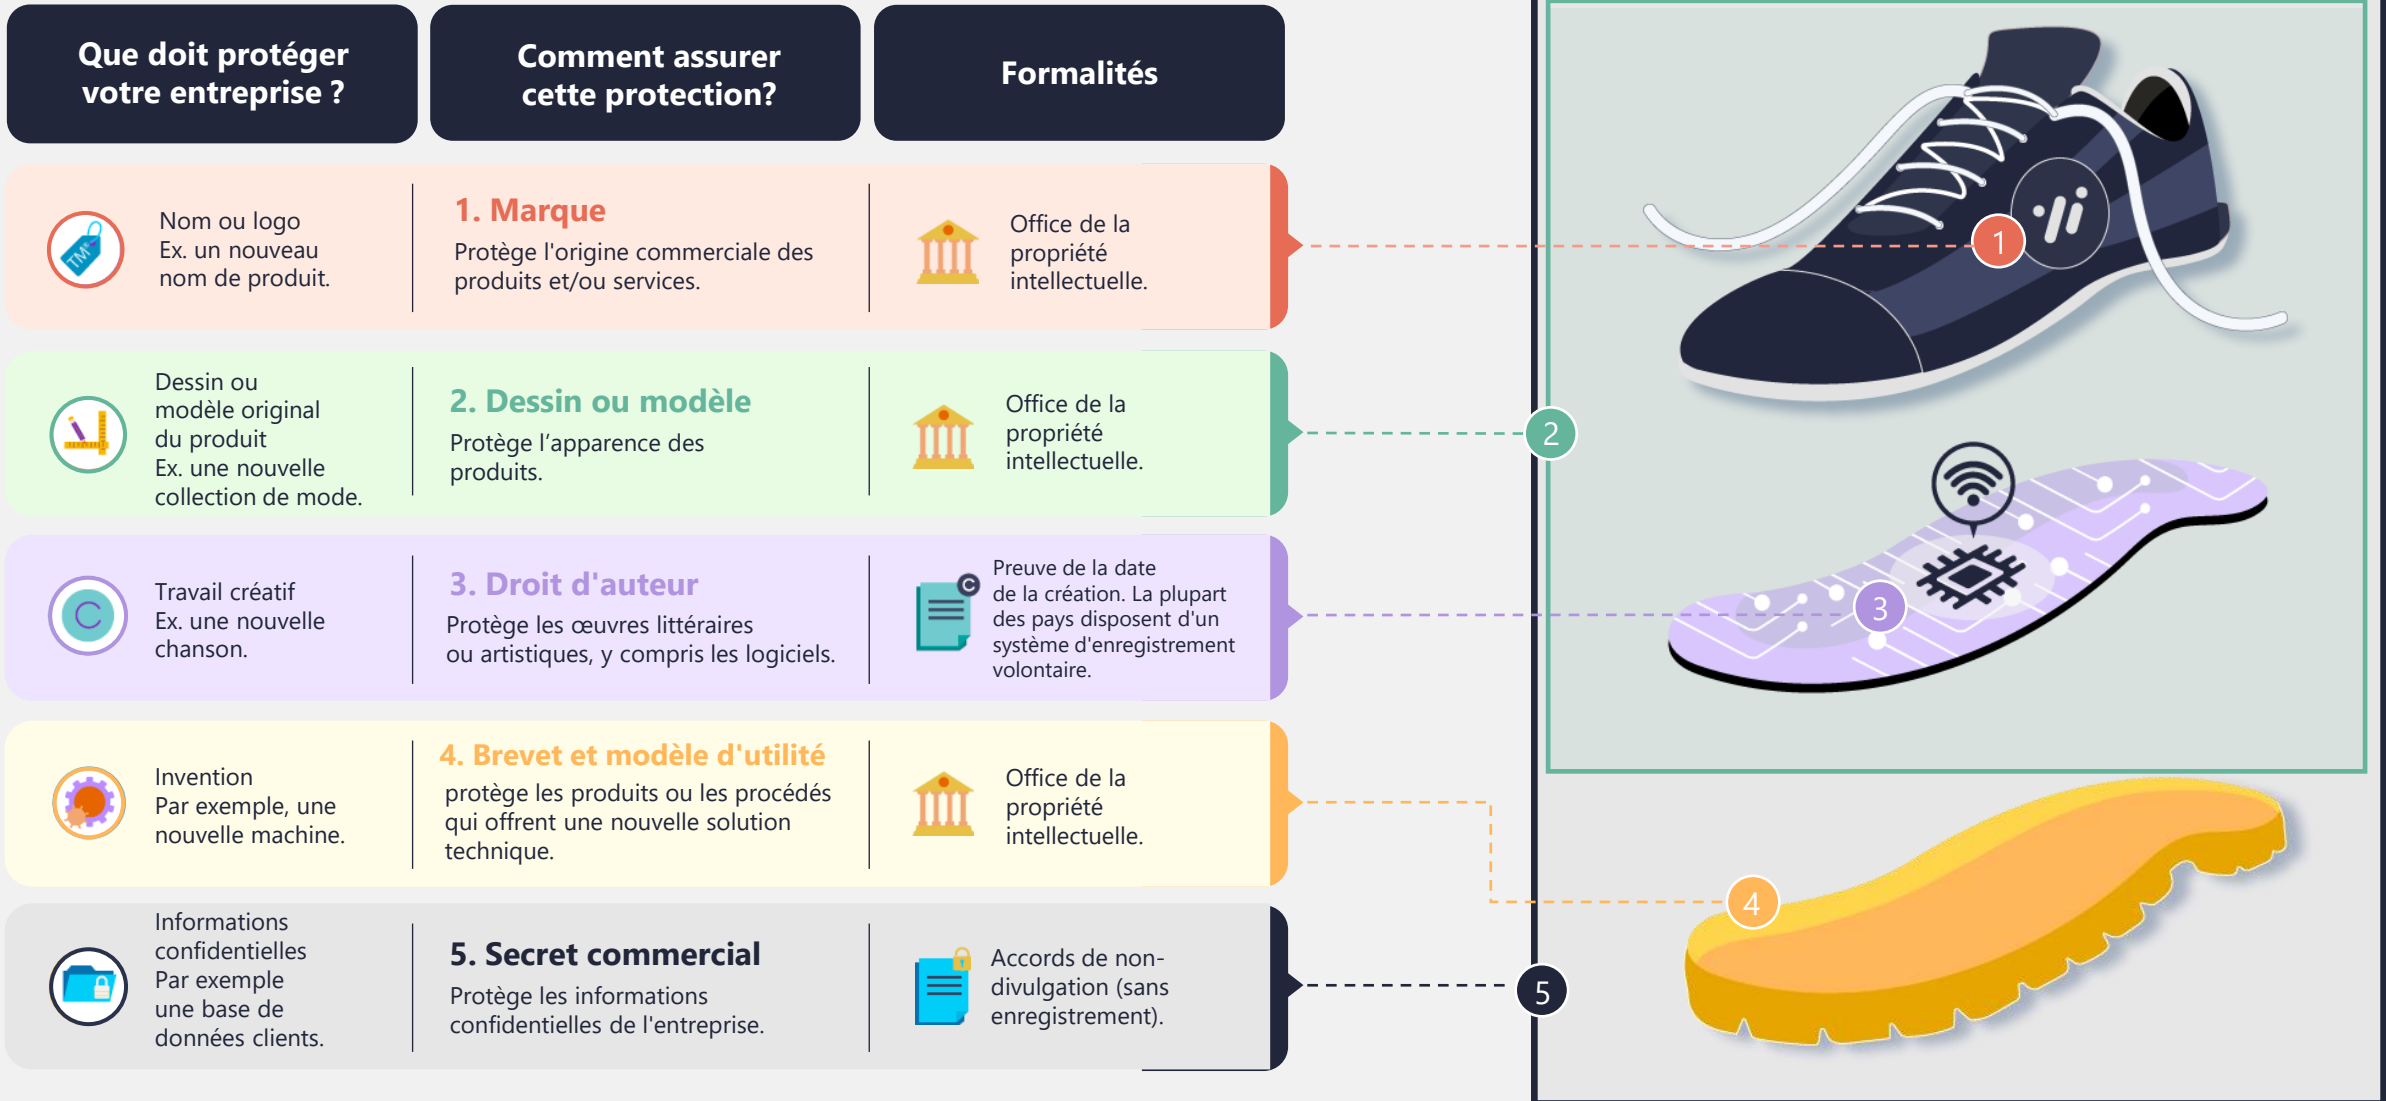 Que doit protéger
votre entreprise ?
Comment assurer
cette protection?
Formalités
Nom ou logo
Ex. un nouveau
nom de produit.
1. Marque
Protège l'origine commerciale des
produits et/ou services.
Office de la
propriété
intellectuelle.
1
Dessin ou
modèle original
du produit
Ex. une nouvelle
collection de mode.
2. Dessin ou modèle
Protège l’apparence des
produits.
Office de la
propriété
intellectuelle.
2
Travail créatif
Ex. une nouvelle
chanson.
3. Droit d'auteur
Protège les œuvres littéraires
ou artistiques, y compris les logiciels.
Preuve de la date
de la création. La plupart
des pays disposent d'un
système d'enregistrement
volontaire.
3
Invention
Par exemple, une
nouvelle machine.
4. Brevet et modèle d'utilité
protège les produits ou les procédés
qui offrent une nouvelle solution
technique.
Office de la
propriété
intellectuelle.
4
Informations
confidentielles
Par exemple
une base de
données clients.
5. Secret commercial
Protège les informations
confidentielles de l'entreprise.
Accords de non-
divulgation (sans
enregistrement).
5
TM
C
C